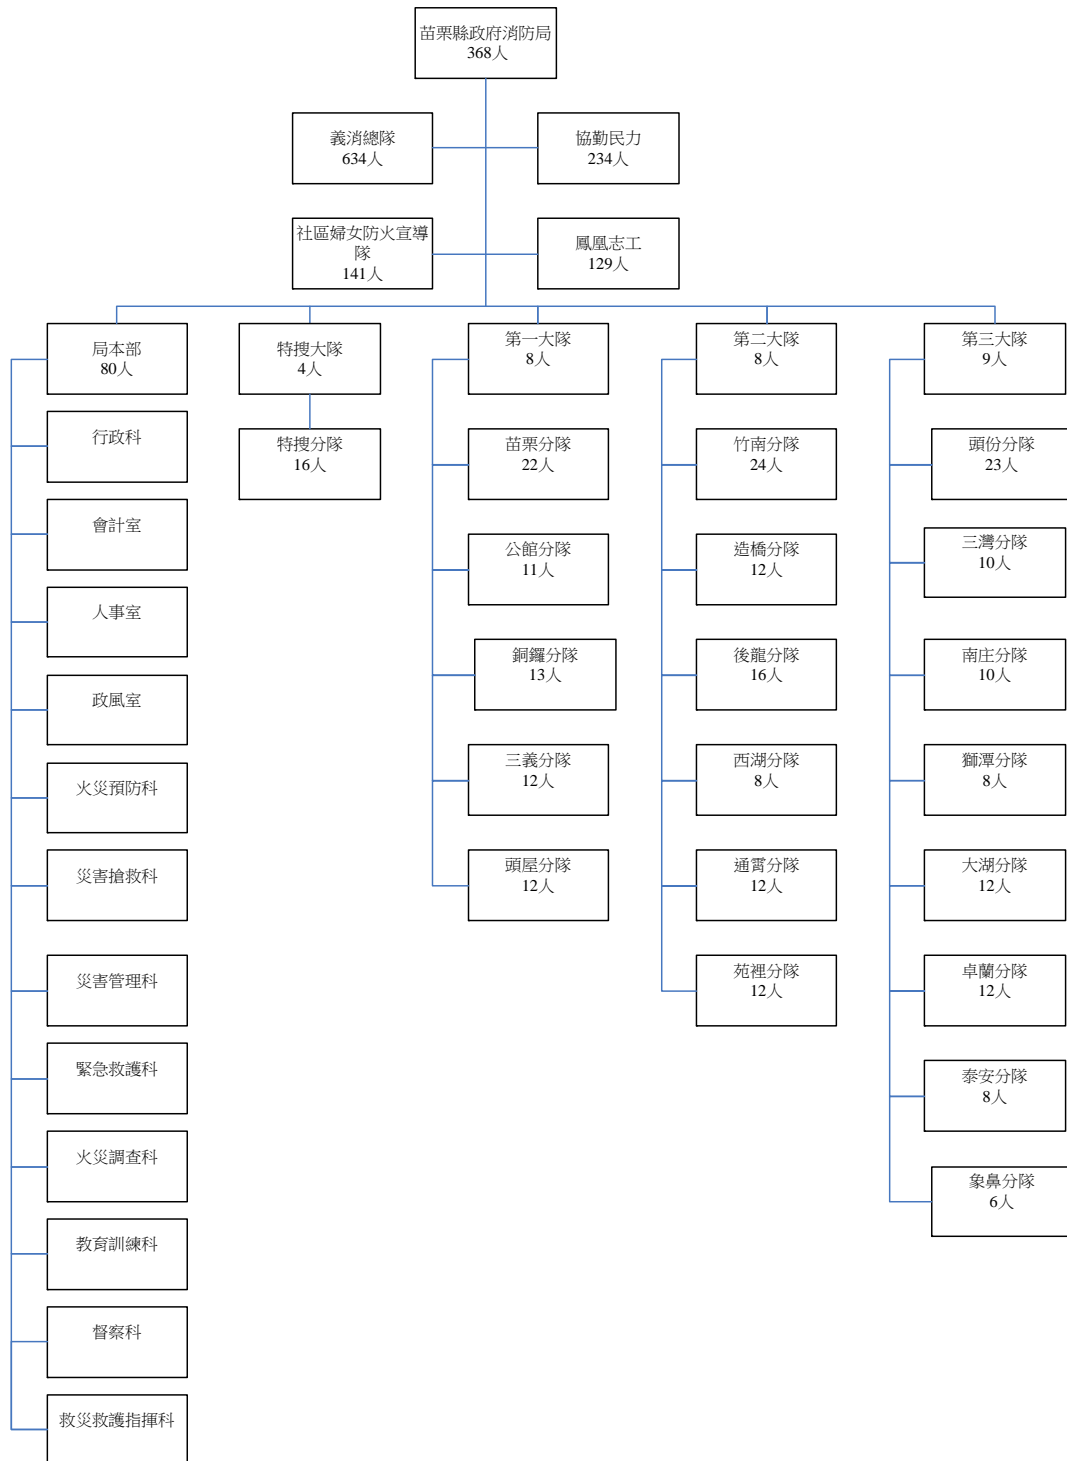 苗栗縣政府消防局
368人
義消總隊
634人
協勤民力
234人
社區婦女防火宣導
隊
141人
鳳凰志工
129人
局本部
80人
行政科
會計室
人事室
政風室
火災預防科
災害搶救科
災害管理科
緊急救護科
火災調查科
教育訓練科
督察科
救災救護指揮科
特搜大隊
4人
特搜分隊
16人
第一大隊
8人
苗栗分隊
22人
公館分隊
11人
銅鑼分隊
13人
三義分隊
12人
頭屋分隊
12人
第二大隊
8人
竹南分隊
24人
造橋分隊
12人
後龍分隊
16人
西湖分隊
8人
通霄分隊
12人
苑裡分隊
12人
第三大隊
9人
頭份分隊
23人
三灣分隊
10人
南庄分隊
10人
獅潭分隊
8人
大湖分隊
12人
卓蘭分隊
12人
泰安分隊
8人
象鼻分隊
6人